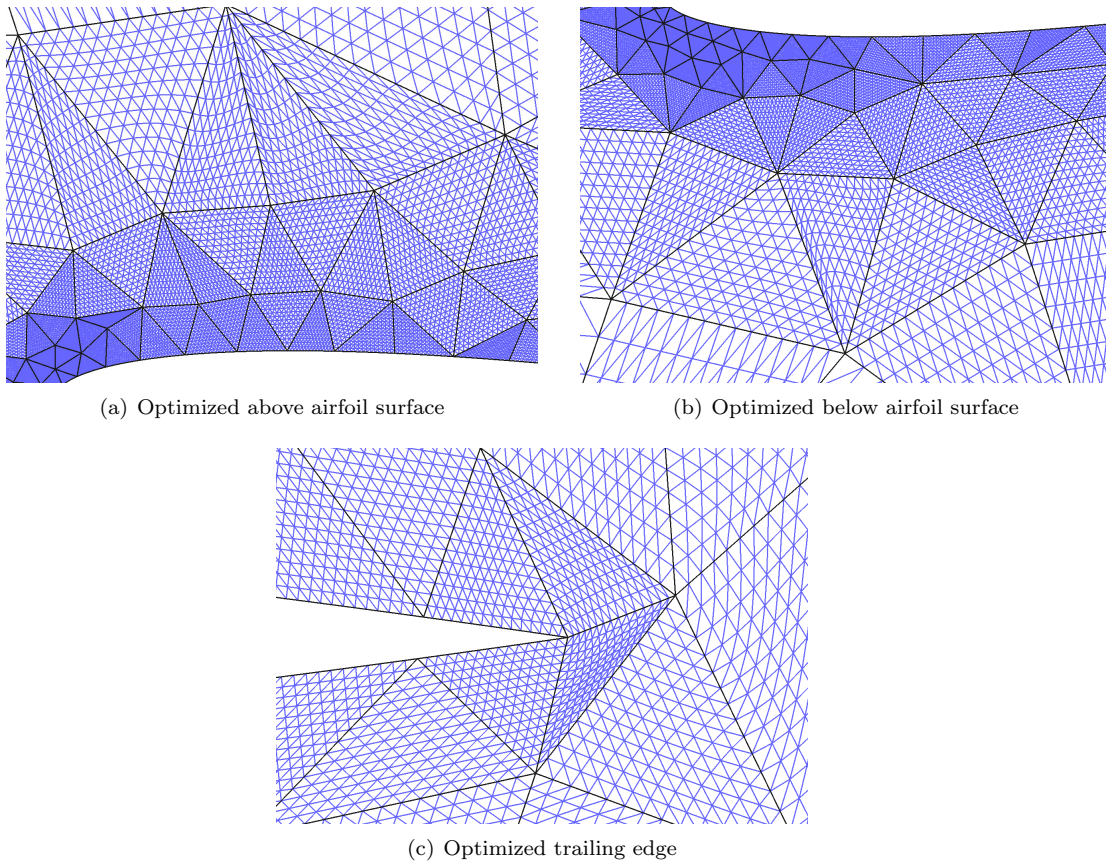 (a) Optimized above airfoil surface
(b) Optimized below airfoil surface
(c) Optimized trailing edge